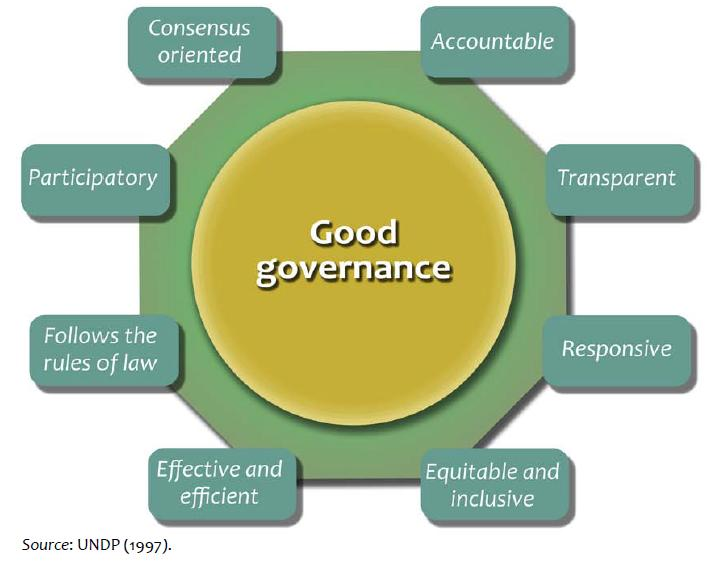 Consensus
oriented
Accountable
Participatory
Transparent
Good
governance
Follows the
rules of law
Responsive
Effective and
efficient
Equitable and
inclusive
Source: UNDP (1997).